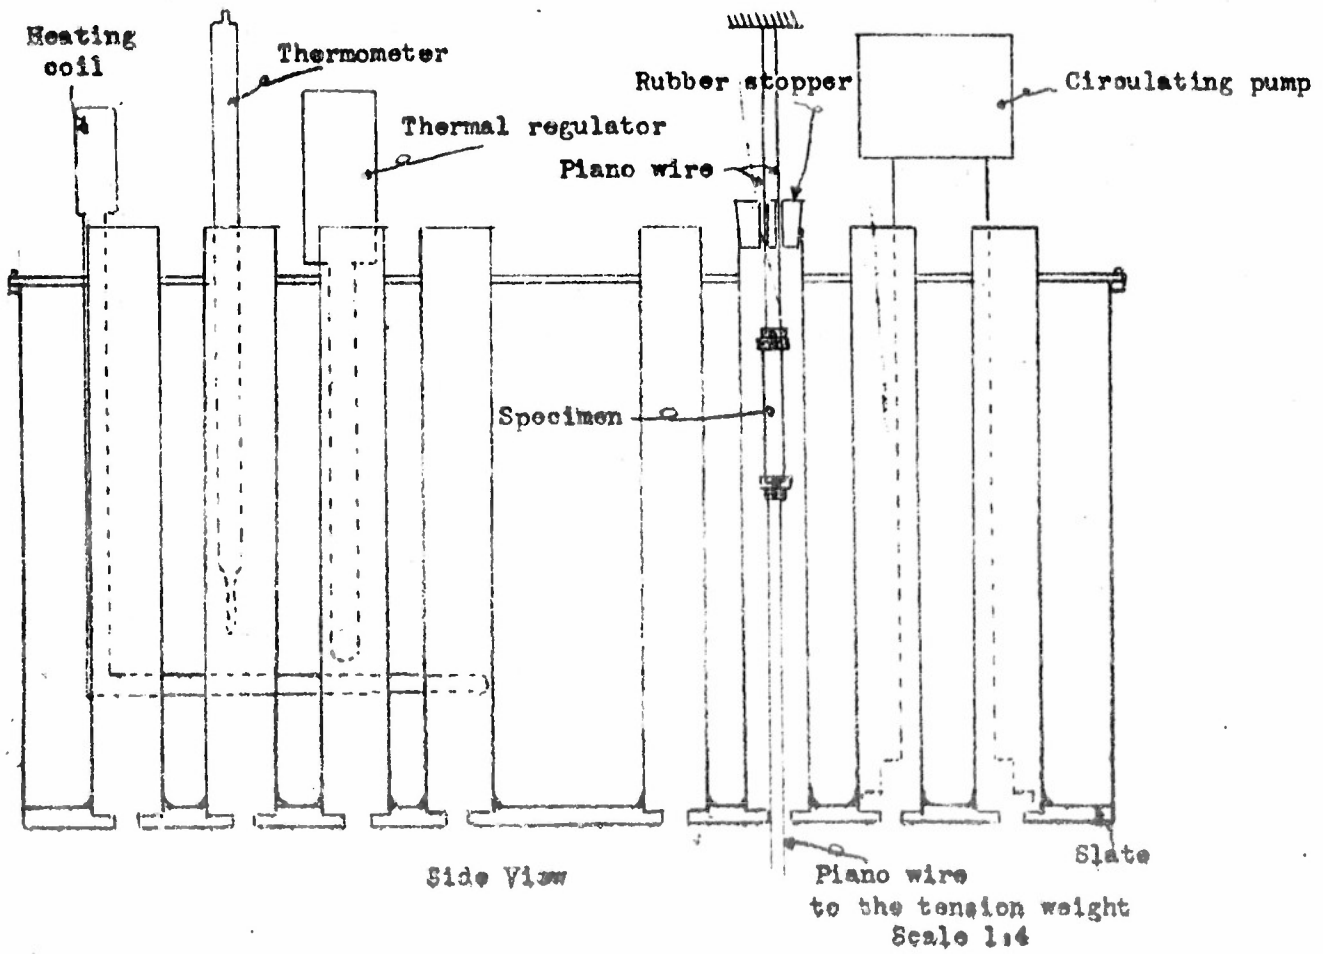 Heating
coil
Thermometer
Thermal regulator
Rubber stopper
Piano wire
Circulating pump
Specimen
Slate
Side View
Piano wire
to the tension weight
Scale 1:4